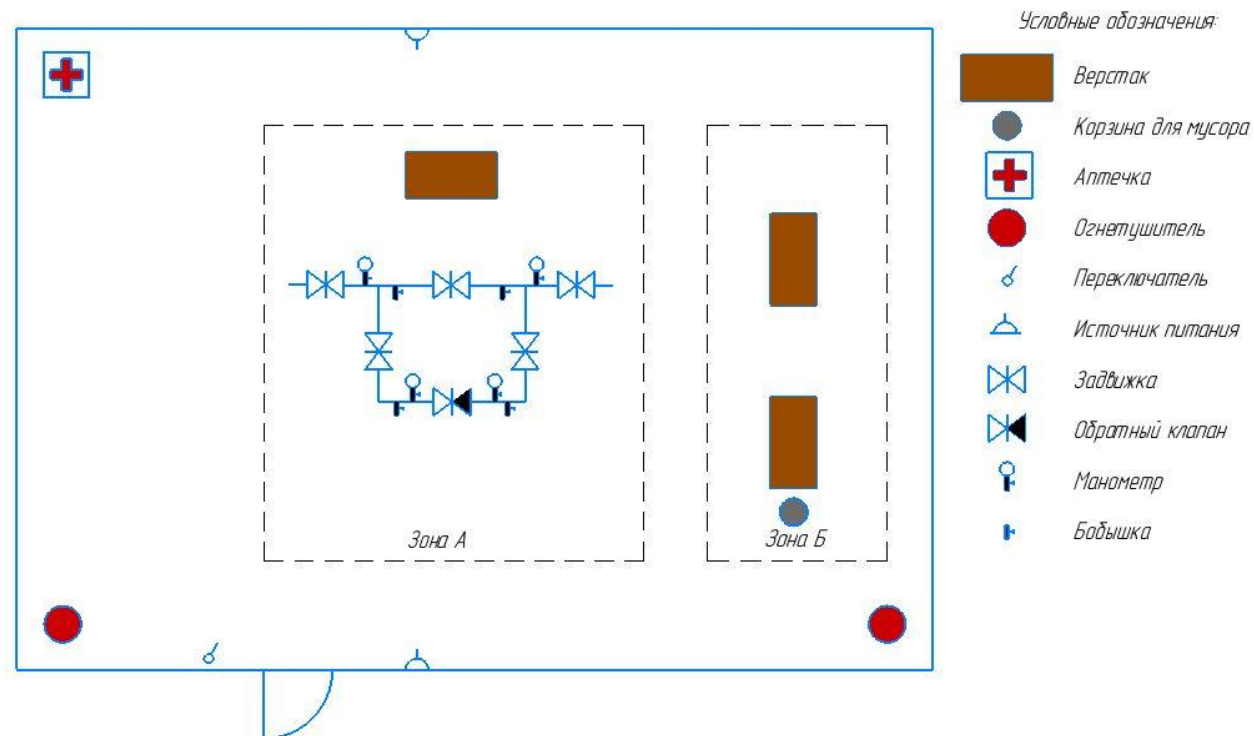 Условные обозначения:
Верстак
Корзина для мусора
Аптечка
Огнетушитель
Переключатель
Источник питания
Задвижка
Обратный клапан
Манометр
Бобышка
Зона А
Зона Б